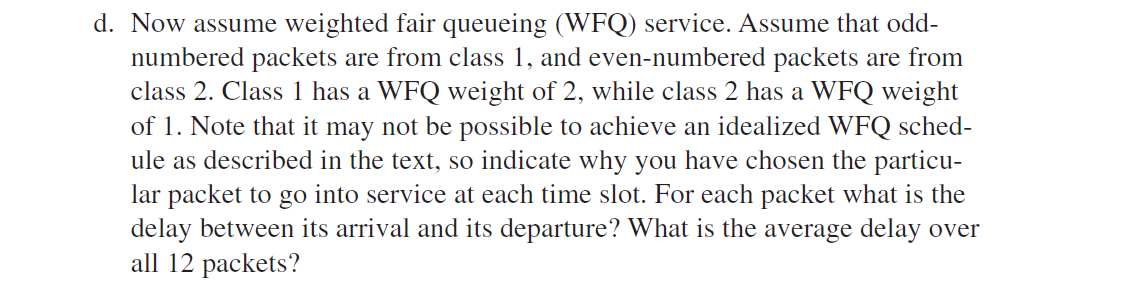 d. Now assume weighted fair queueing (WFQ) service. Assume that odd-
numbered packets are from class 1, and even-numbered packets are from
class 2. Class 1 has a WFQ weight of 2, while class 2 has a WFQ weight
of 1. Note that it may not be possible to achieve an idealized WFQ sched-
ule as described in the text, so indicate why you have chosen the particu-
lar packet to go into service at each time slot. For each packet what is the
delay between its arrival and its departure? What is the average delay over
all 12 packets?